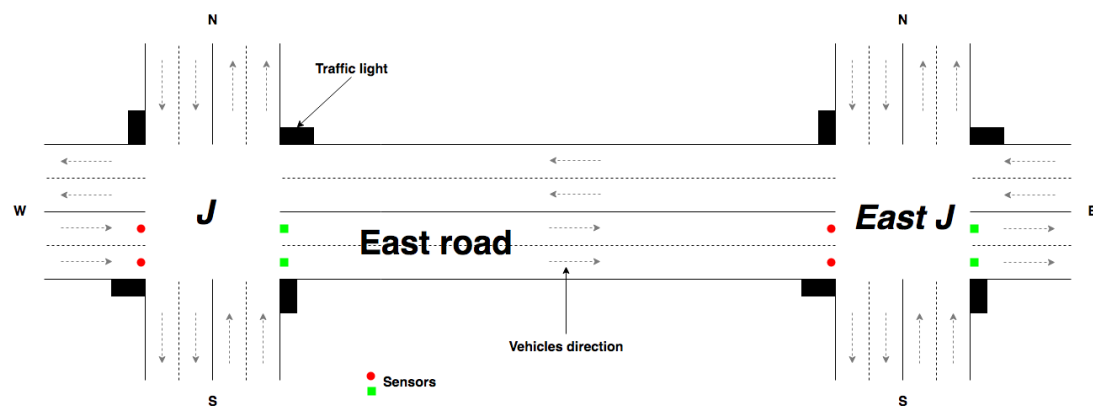 N
N
Traffic light
W
J
East J
E
East road
Vehicles direction
Sensors
S
S